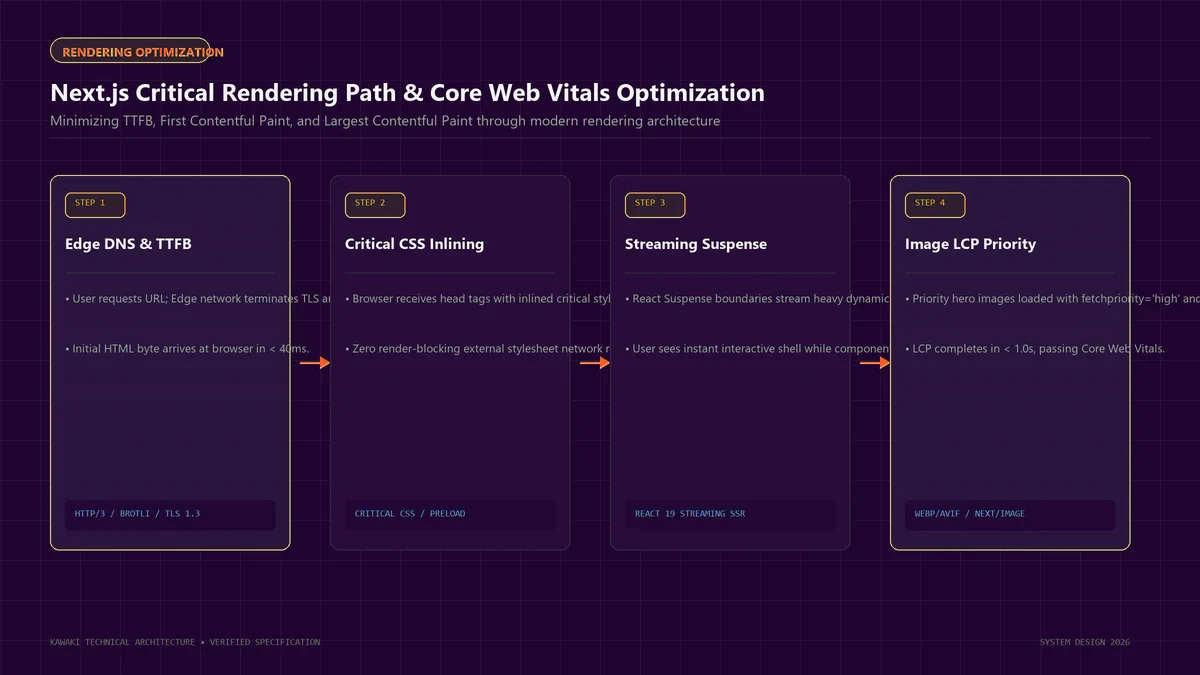 RENDERING OPTIMIZATION
Next.js Critical Rendering Path & Core Web Vitals Optimization
Minimizing TTFB, First Contentful Paint, and Largest Contentful Paint through modern rendering architecture
STEP 1
Edge DNS & TTFB
• User requests URL; Edge network terminates TLS
• Initial HTML byte arrives at browser in < 40ms.
HTTP/3 / BROTLI / TLS 1.3
STEP 2
Critical CSS Inlining
• Browser receives head tags with inlined critical
• Zero render-blocking external stylesheet network
CRITICAL CSS / PRELOAD
STEP 3
Streaming Suspense
• React Suspense boundaries stream heavy dynamic
• User sees instant interactive shell while
REACT 19 STREAMING SSR
STEP 4
Image LCP Priority
• Priority hero images loaded with fetchpriority='high' and
• LCP completes in < 1.0s, passing Core Web Vitals.
WEBP/AVIF / NEXT/IMAGE
KAWAKI TECHNICAL ARCHITECTURE • VERIFIED SPECIFICATION
SYSTEM DESIGN 2026